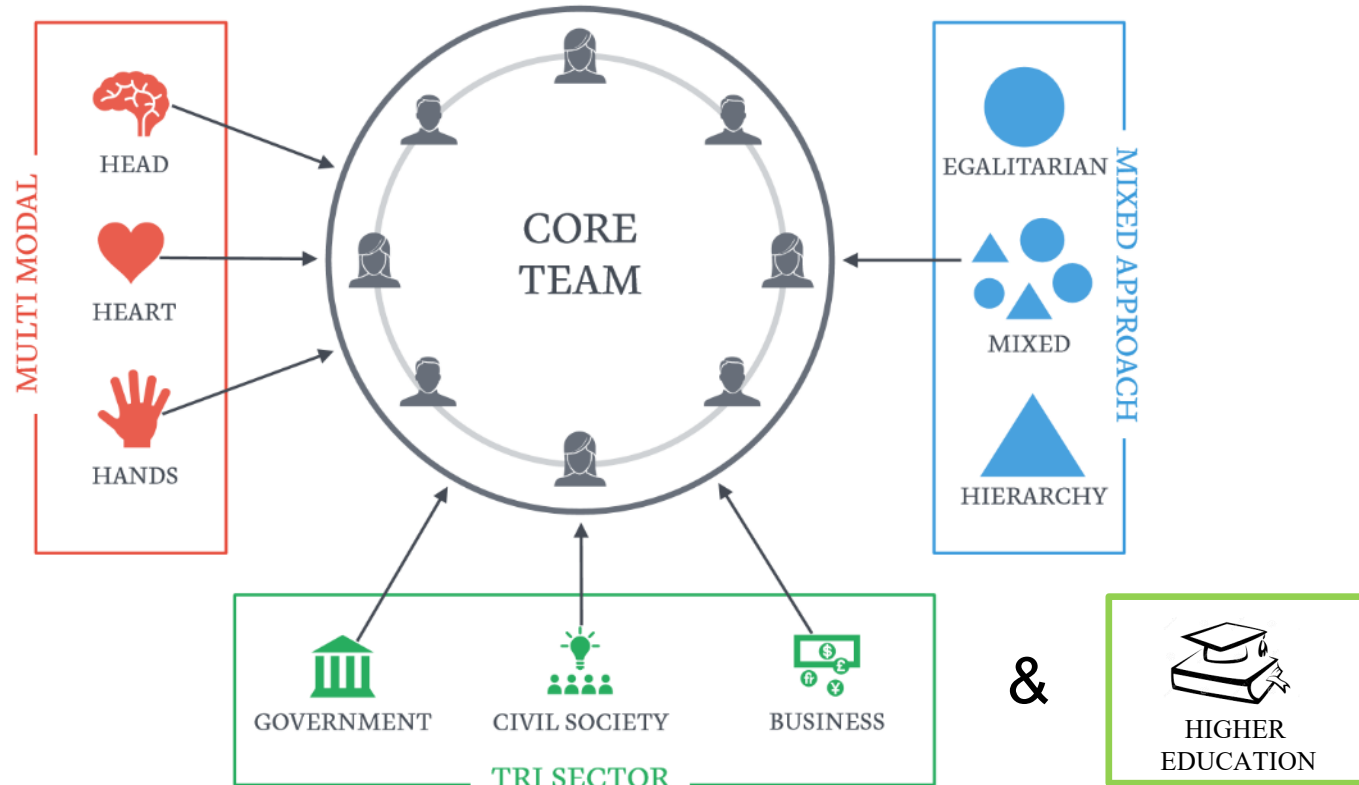 MULTI MODAL
HEAD
HEART
HANDS
CORE
TEAM
EGALITARIAN
MIXED
HIERARCHY
MIXED APPROACH
GOVERNMENT
CIVIL SOCIETY
BUSINESS
TRI SECTOR
&
HIGHER
EDUCATION
$
£
¥